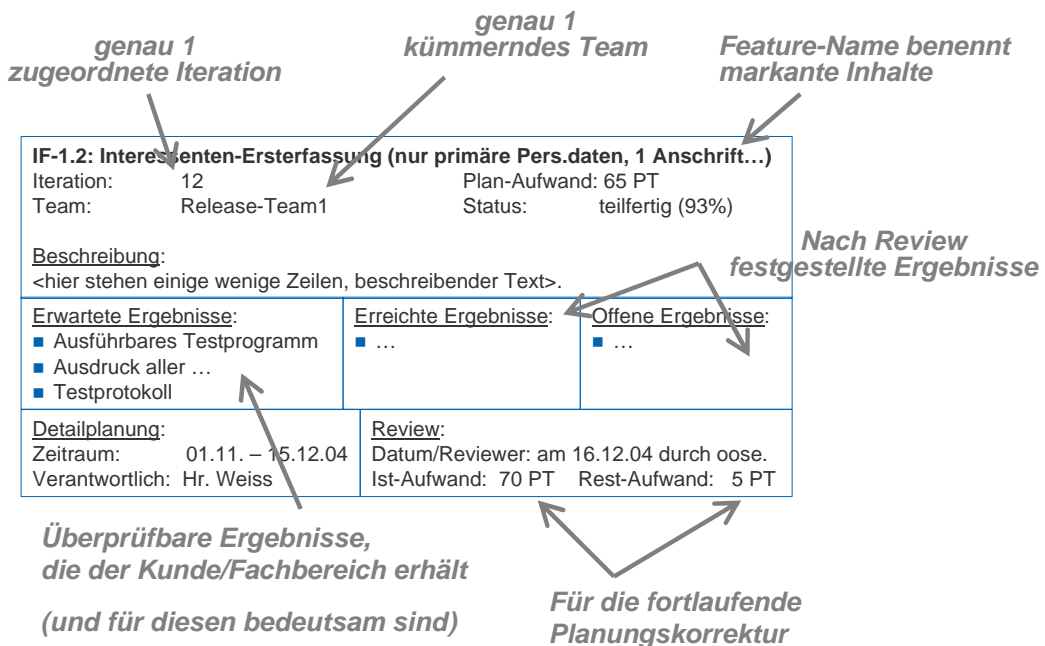 genau 1
zugeordnete Iteration
genau 1
kümmerndes Team
Feature-Name benennt
markante Inhalte
IF-1.2: Interessenten-Ersterfassung (nur primäre Pers.daten, 1 Anschrift…)
Iteration: 12 Plan-Aufwand: 65 PT
Team: Release-Team1 Status: teilfertig (93%)
Nach Review
festgestellte Ergebnisse
Beschreibung:
<hier stehen einige wenige Zeilen, beschreibender Text>.
Erwartete Ergebnisse:
Ausführbares Testprogramm
Ausdruck aller …
Testprotokoll
Erreichte Ergebnisse:
…
Offene Ergebnisse:
…
Detailplanung:
Zeitraum: 01.11. – 15.12.04
Verantwortlich: Hr. Weiss
Review:
Datum/Reviewer: am 16.12.04 durch oose.
Ist-Aufwand: 70 PT Rest-Aufwand: 5 PT
Überprüfbare Ergebnisse,
die der Kunde/Fachbereich erhält
(und für diesen bedeutsam sind)
Für die fortlaufende
Planungskorrektur